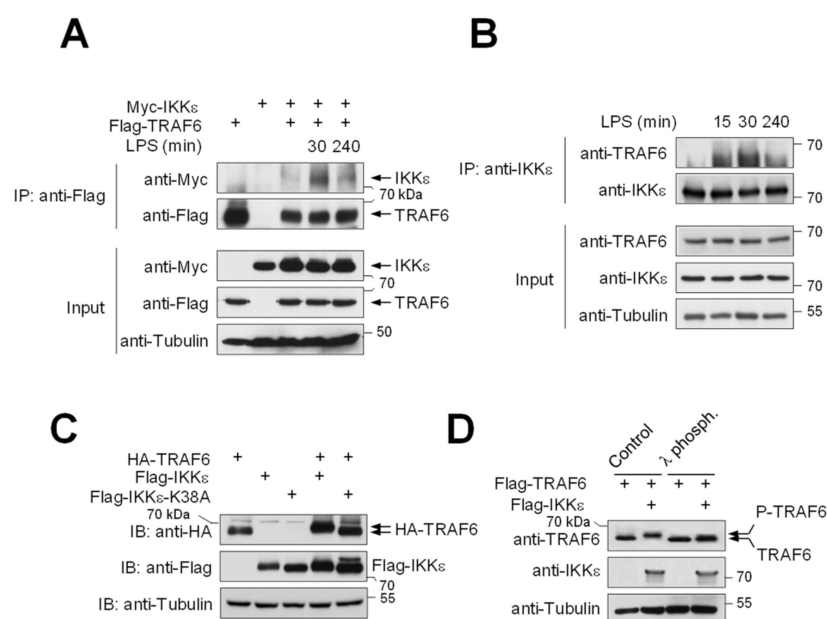 A
Myc-IKKε + + + +
Flag-TRAF6 + + + +
LPS (min) 30 240
IP: anti-Flag
anti-Myc
IKKε
70 kDa
anti-Flag
TRAF6
Input
anti-Myc
IKKε
70
anti-Flag
TRAF6
anti-Tubulin
50
B
LPS (min) 15 30 240
IP: anti-IKKε
anti-TRAF6
70
anti-IKKε
70
Input
anti-TRAF6
70
anti-IKKε
70
anti-Tubulin
55
C
HA-TRAF6 + + +
Flag-IKKε + +
Flag-IKKε-K38A + +
70 kDa
IB: anti-HA
HA-TRAF6
IB: anti-Flag
Flag-IKKε
70
IB: anti-Tubulin
55
D
Control
λ phosph.
Flag-TRAF6 + + + +
Flag-IKKε + +
70 kDa
P-TRAF6
anti-TRAF6
TRAF6
anti-IKKε
70
anti-Tubulin
55